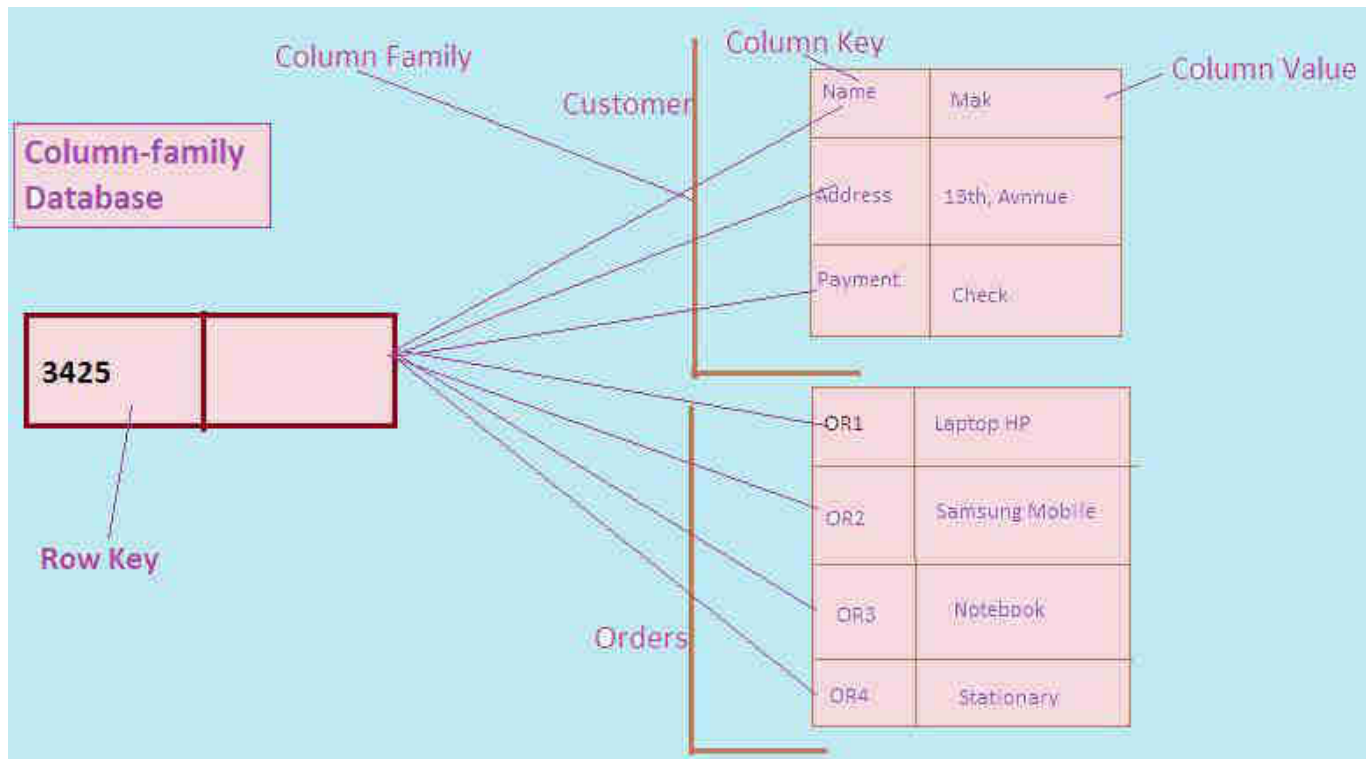 Column Family
Column Key
Column Value
Customer
Name
Mak
Column-family
Database
Address
13th, Avnnue
Payment
Check
3425
OR1
Laptop HP
OR2
Samsung Mobile
Row Key
OR3
Notebook
Orders
OR4
Stationary